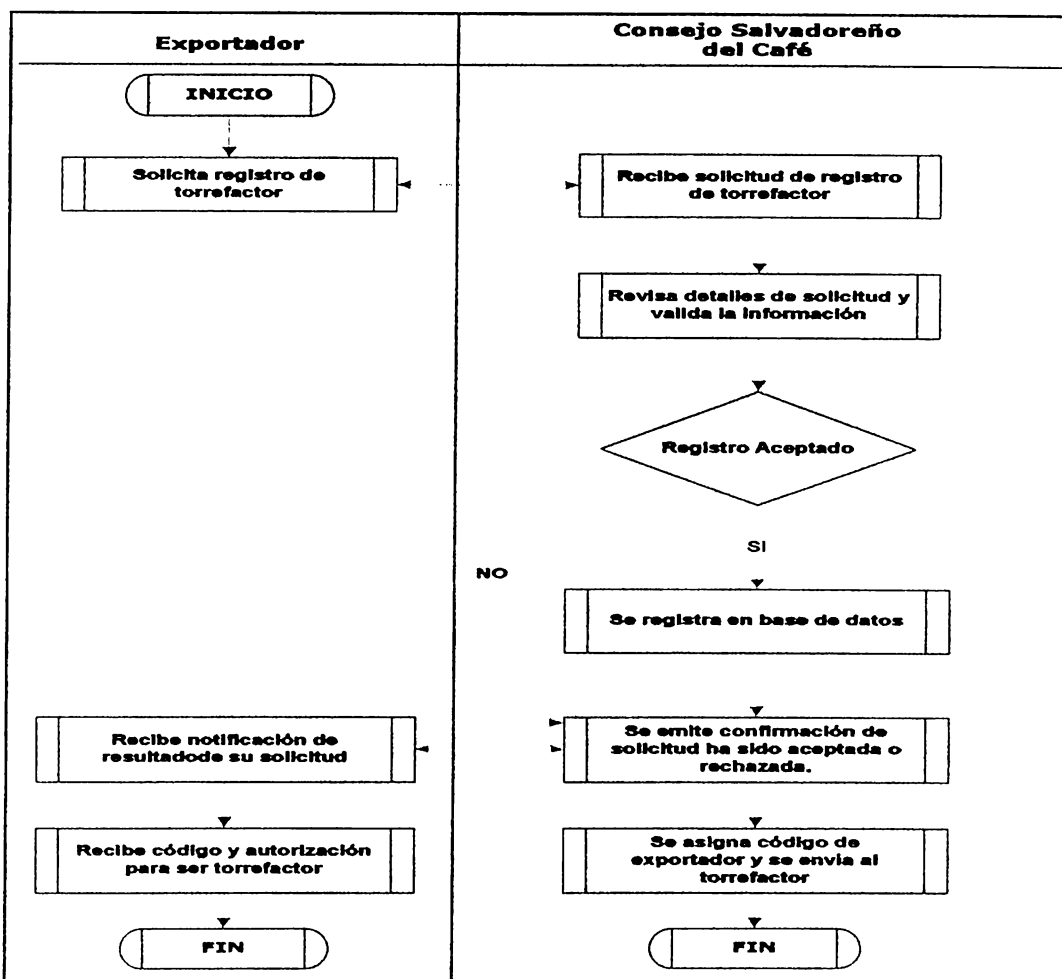 Exportador
Consejo Salvadoreño
del Café
INICIO
Solicita registro de
torrefactor
Recibe solicitud de registro
de torrefactor
Revisa detalles de solicitud y
valida la información
Registro Aceptado
SI
NO
Se registra en base de datos
Recibe notificación de
resultadode su solicitud
Se emite confirmación de
solicitud ha sido aceptada o
rechazada.
Recibe código y autorización
para ser torrefactor
Se asigna código de
exportador y se envia al
torrefactor
FIN
FIN